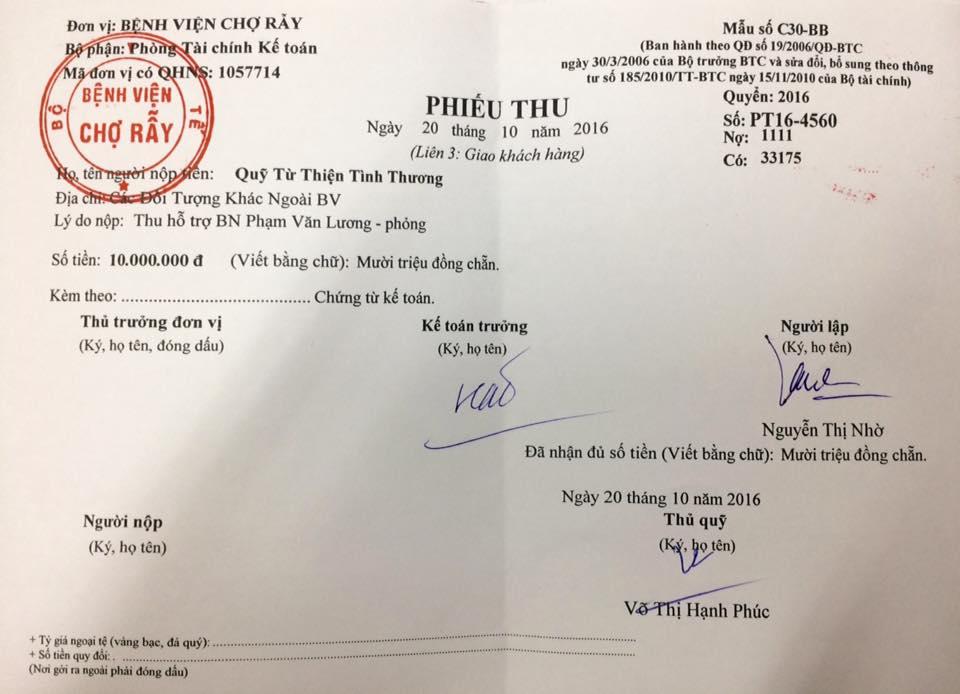 Đơn vị: BỆNH VIỆN CHỢ RẪY
Bộ phận: Phòng Tài chính Kế toán
Mã đơn vị có QHNS: 1057714
BỘ Y TẾ
BỆNH VIỆN
CHỢ RẪY
Mẫu số C30-BB
(Ban hành theo QĐ số 19/2006/QĐ-BTC
ngày 30/3/2006 của Bộ trưởng BTC và sửa đổi, bổ sung theo thông
tư số 185/2010/TT-BTC ngày 15/11/2010 của Bộ tài chính)
Quyển: 2016
Số: PT16-4560
Nợ: 1111
Có: 33175
PHIẾU THU
Ngày 20 tháng 10 năm 2016
(Liên 3: Giao khách hàng)
Họ, tên người nộp tiền: Quỹ Từ Thiện Tình Thương
Địa chỉ: Các Đối Tượng Khác Ngoài BV
Lý do nộp: Thu hỗ trợ BN Phạm Văn Lương - phỏng
Số tiền: 10.000.000 đ (Viết bằng chữ): Mười triệu đồng chẵn.
Kèm theo: ...................................... Chứng từ kế toán.
Thủ trưởng đơn vị Kế toán trưởng Người lập
(Ký, họ tên, đóng dấu) (Ký, họ tên) (Ký, họ tên)
Nguyễn Thị Nhờ
Đã nhận đủ số tiền (Viết bằng chữ): Mười triệu đồng chẵn.
Ngày 20 tháng 10 năm 2016
Người nộp Thủ quỹ
(Ký, họ tên) (Ký, họ tên)
Võ Thị Hạnh Phúc
+ Tỷ giá ngoại tệ (vàng bạc, đá quý):
+ Số tiền quy đổi:
(Nơi gởi ra ngoài phải đóng dấu)